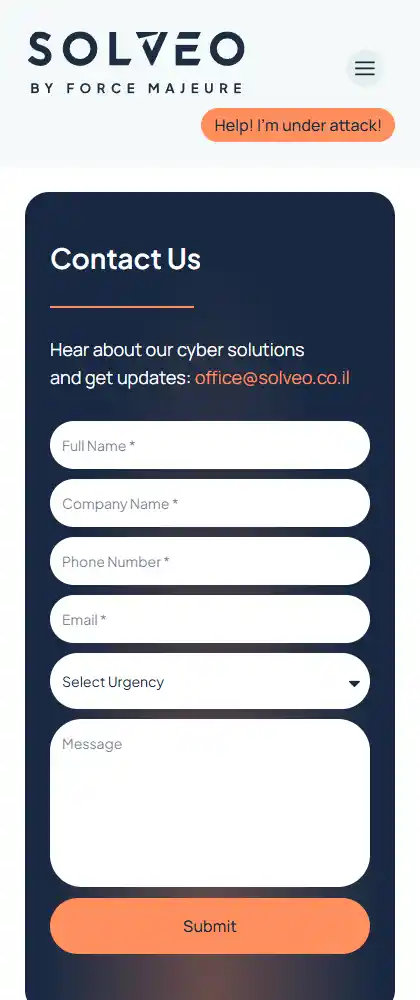 SOLVEO
BY FORCE MAJEURE
Help! I'm under attack!
Contact Us
Hear about our cyber solutions
and get updates: office@solveo.co.il
Full Name *
Company Name *
Phone Number *
Email *
Select Urgency
Message
Submit